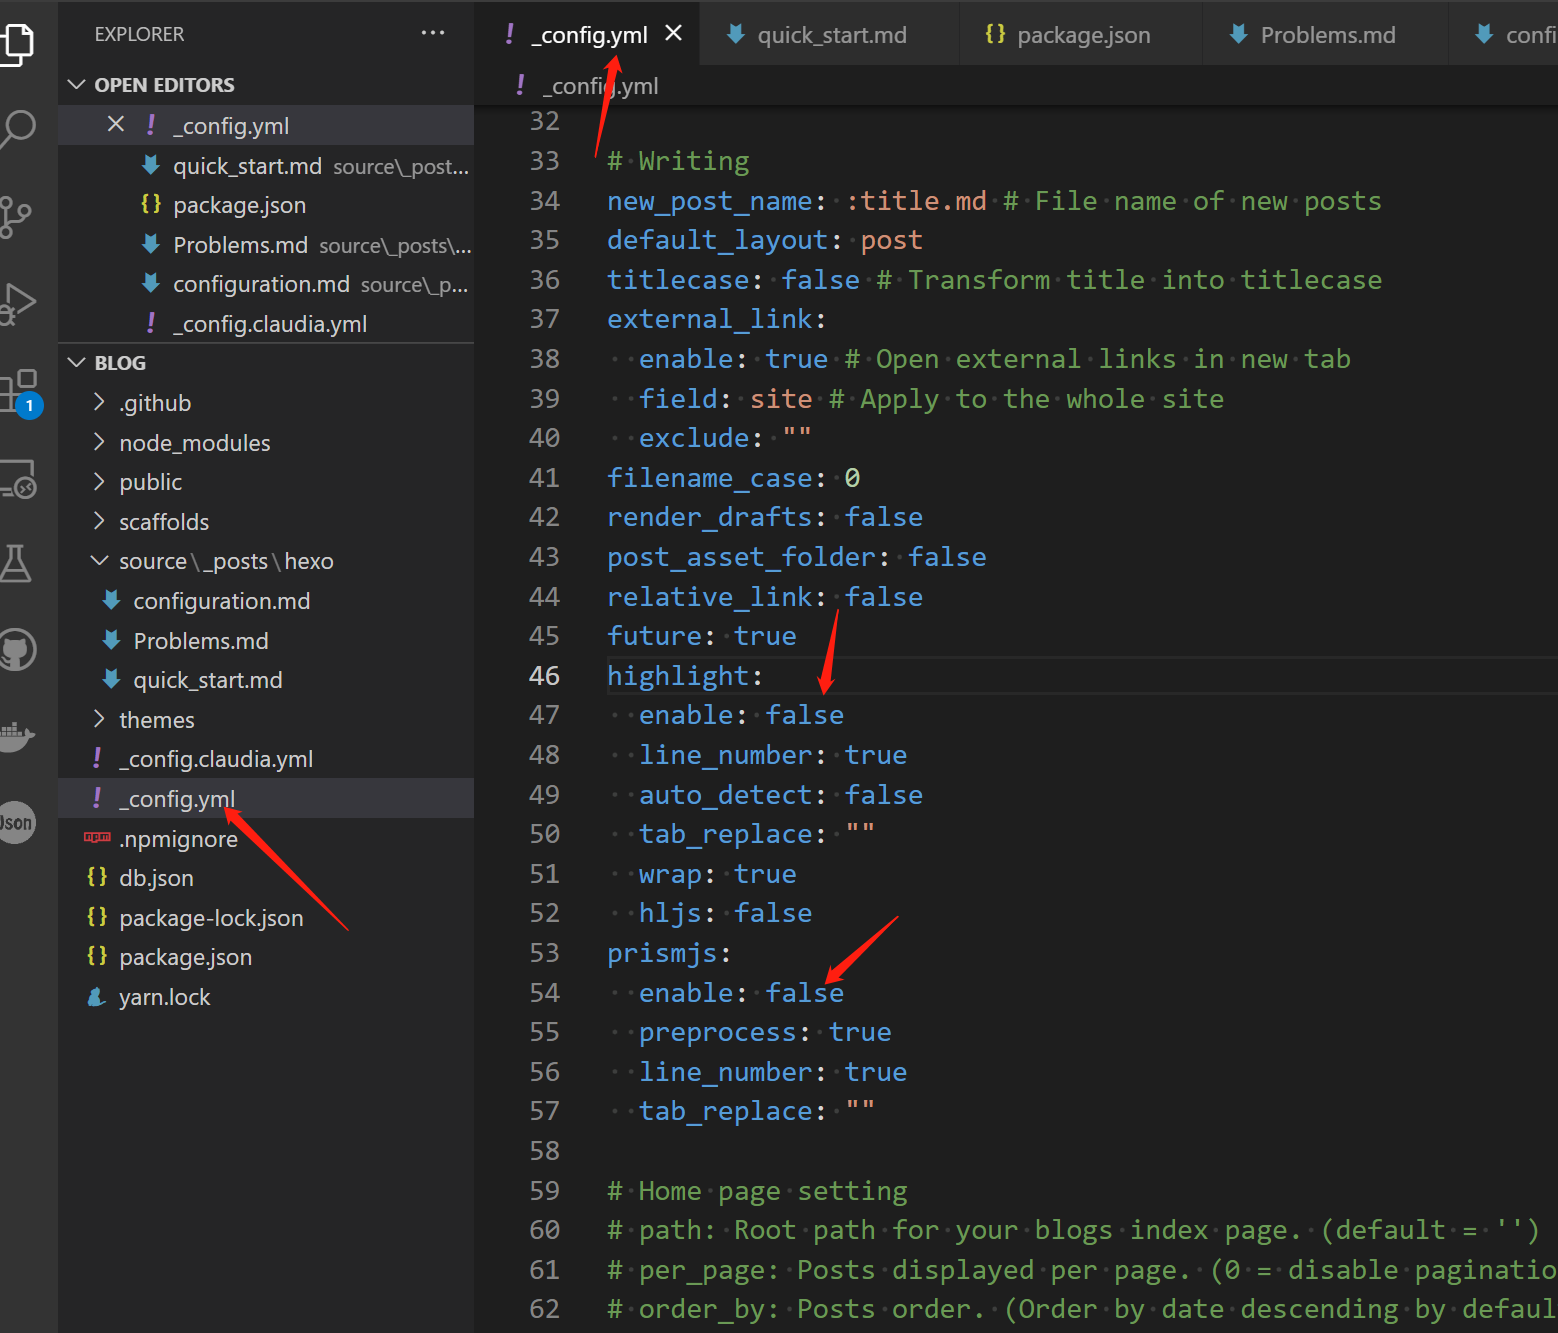 EXPLORER
OPEN EDITORS
_config.yml
quick_start.md source\_post...
package.json
Problems.md source\_posts\...
configuration.md source\_p...
_config.claudia.yml
BLOG
.github
node_modules
public
scaffolds
source\_posts\hexo
configuration.md
Problems.md
quick_start.md
themes
_config.claudia.yml
_config.yml
.npmignore
db.json
package-lock.json
package.json
yarn.lock
1
Json
_config.yml
quick_start.md
package.json
Problems.md
confi
_config.yml
32
33 # Writing
34 new_post_name: :title.md # File name of new posts
35 default_layout: post
36 titlecase: false # Transform title into titlecase
37 external_link:
38   enable: true # Open external links in new tab
39   field: site # Apply to the whole site
40   exclude: ""
41 filename_case: 0
42 render_drafts: false
43 post_asset_folder: false
44 relative_link: false
45 future: true
46 highlight:
47   enable: false
48   line_number: true
49   auto_detect: false
50   tab_replace: ""
51   wrap: true
52   hljs: false
53 prismjs:
54   enable: false
55   preprocess: true
56   line_number: true
57   tab_replace: ""
58
59 # Home page setting
60 # path: Root path for your blogs index page. (default = '')
61 # per_page: Posts displayed per page. (0 = disable paginatio
62 # order_by: Posts order. (Order by date descending by defaul